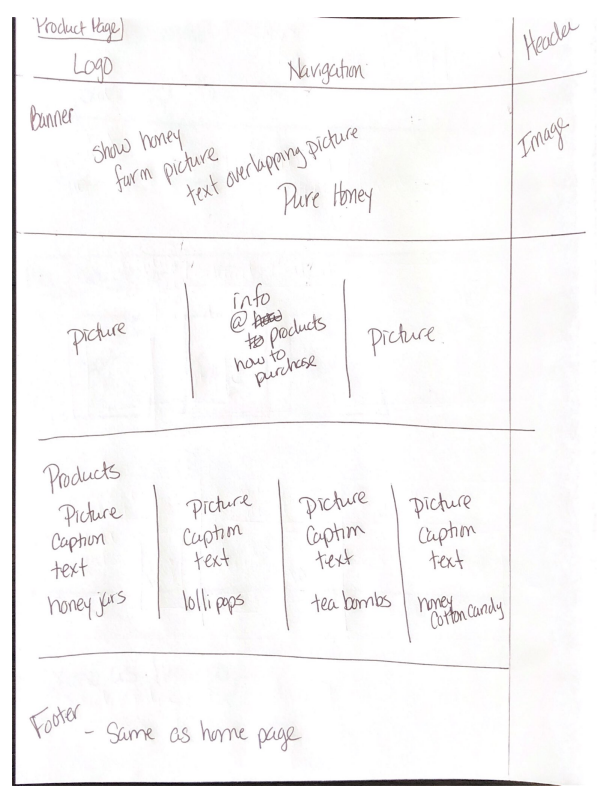 Product Page
Header
Logo
Navigation
Banner
Image
show honey
farm picture
text overlapping picture
Pure Honey
picture
info
@
products
how to
purchase
picture
Products
Picture
Caption
text
honey jars
Picture
Caption
text
lollipops
Picture
Caption
text
tea bombs
picture
Caption
text
honey
Cotton candy
Footer
- Same as home page